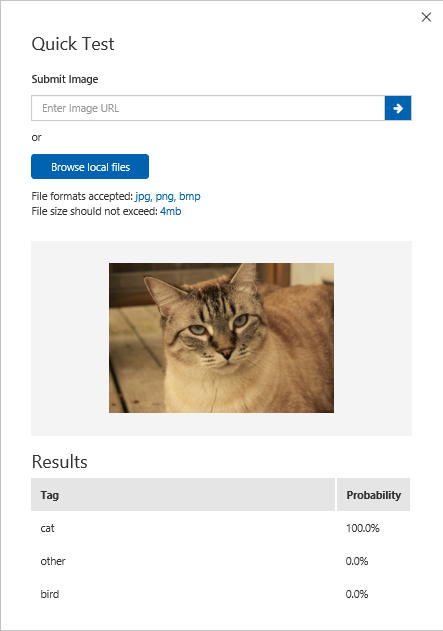 Quick Test
Submit Image
Enter Image URL
or
Browse local files
File formats accepted: jpg, png, bmp
File size should not exceed: 4mb
Results
Tag Probability
cat 100.0%
other 0.0%
bird 0.0%